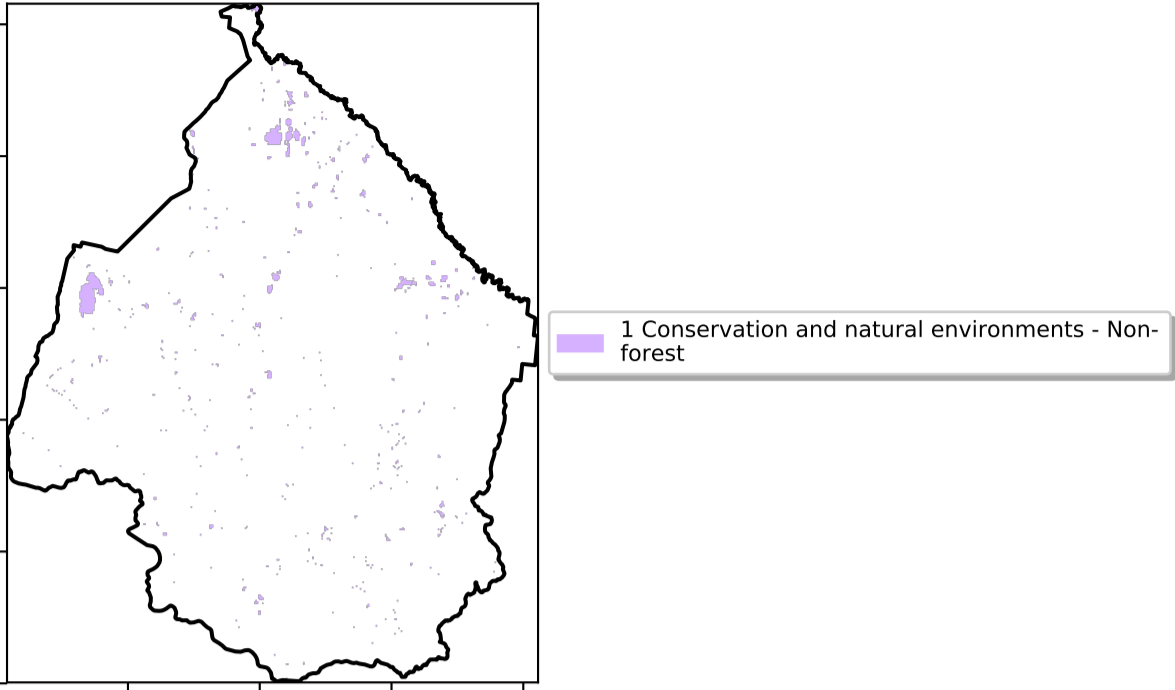 1 Conservation and natural environments - Non-
forest